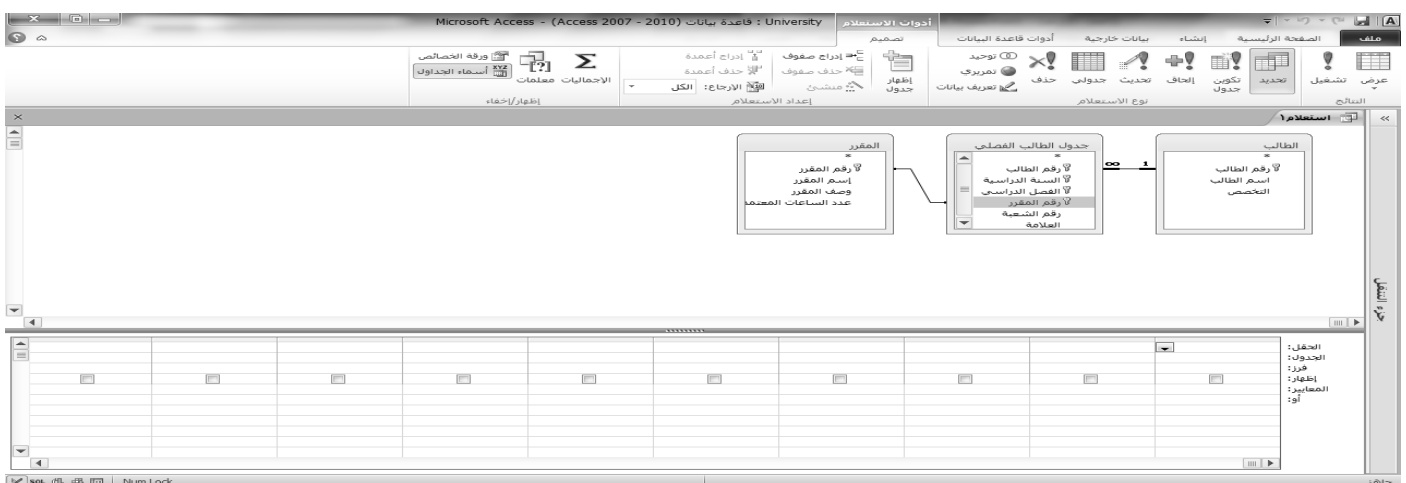 أدوات الاستعلام
University : قاعدة بيانات (Access 2007 - 2010) - Microsoft Access
ملف
الصفحة الرئيسية
إنشاء
بيانات خارجية
أدوات قاعدة البيانات
تصميم
عرض
تشغيل
النتائج
تحديد
تكوين جدول
إلحاق
تحديث
جدولي
حذف
توحيد
تمريري
تعريف بيانات
نوع الاستعلام
إظهار جدول
إدراج صفوف
حذف صفوف
منشئ
إدراج أعمدة
حذف أعمدة
الإرجاع: الكل
إعداد الاستعلام
الإجماليات
معلمات
ورقة الخصائص
أسماء الجداول
إظهار/إخفاء
استعلام١
جزء التنقل
الطالب
*
رقم الطالب
اسم الطالب
التخصص
1
∞
جدول الطالب الفصلي
*
رقم الطالب
السنة الدراسية
الفصل الدراسي
رقم المقرر
رقم الشعبة
العلامة
المقرر
*
رقم المقرر
إسم المقرر
وصف المقرر
عدد الساعات المعتمد
الحقل:
الجدول:
فرز:
إظهار:
المعايير:
أو:
جاهز
Num Lock
SQL